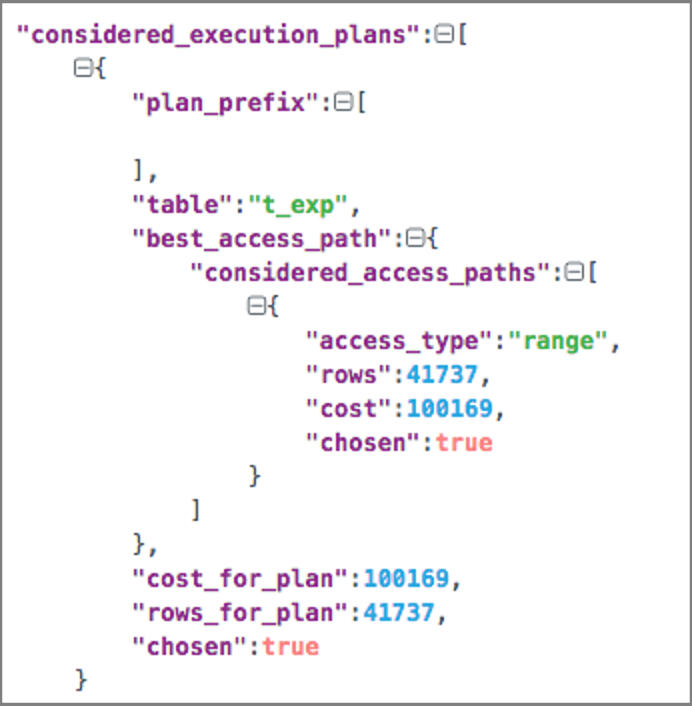 "considered_execution_plans":[
{
"plan_prefix":[
],
"table":"t_exp",
"best_access_path":{
"considered_access_paths":[
{
"access_type":"range",
"rows":41737,
"cost":100169,
"chosen":true
}
]
},
"cost_for_plan":100169,
"rows_for_plan":41737,
"chosen":true
}